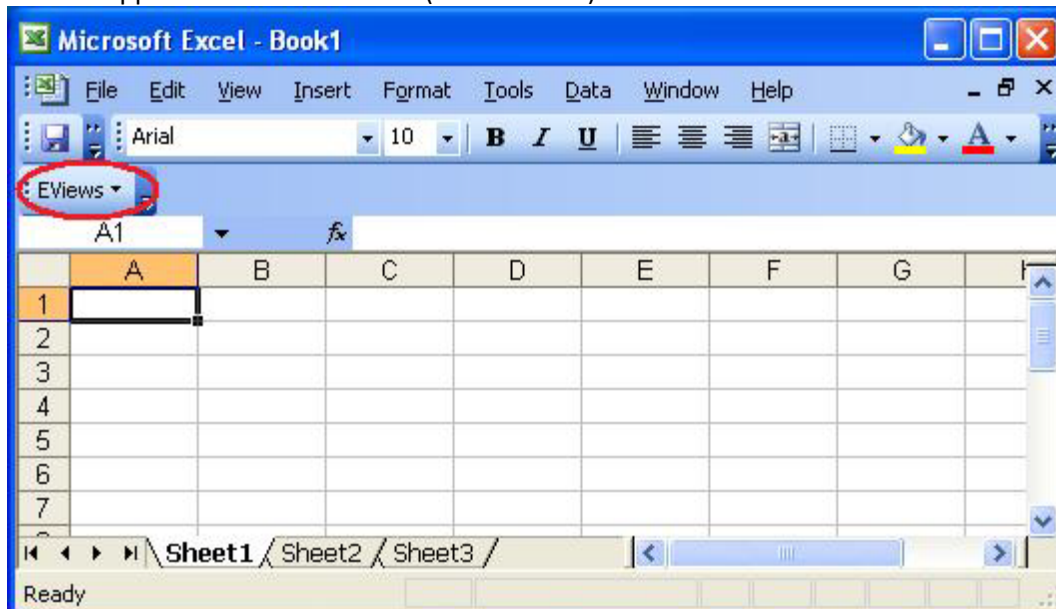 Microsoft Excel - Book1
File Edit View Insert Format Tools Data Window Help
Arial 10 B I U A
EViews
A1 fx
A B C D E F G
1
2
3
4
5
6
7
Sheet1 Sheet2 Sheet3
Ready